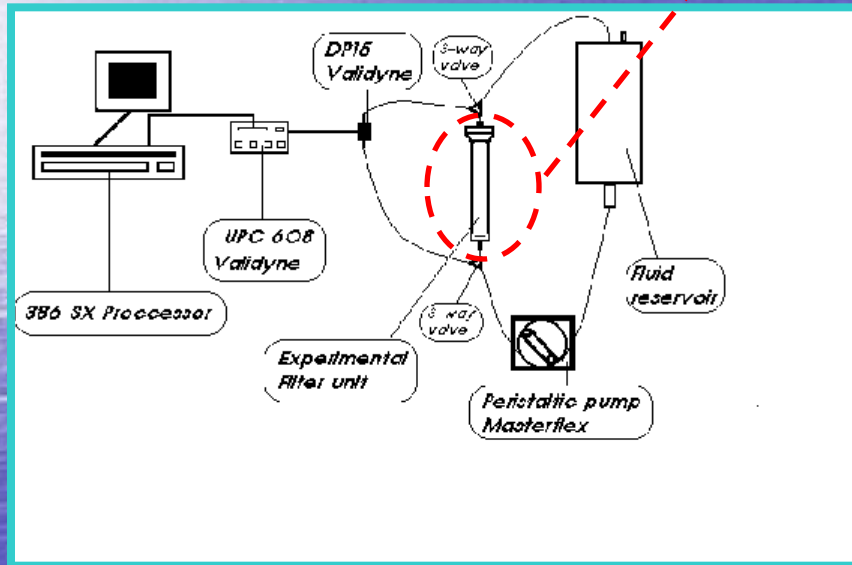 DP15
Validyne
3-way
valve
UPC 608
Validyne
386 SX Proccessor
3 way
valve
Fluid
reservoir
Experimental
Filter unit
Peristaltic pump
Masterflex